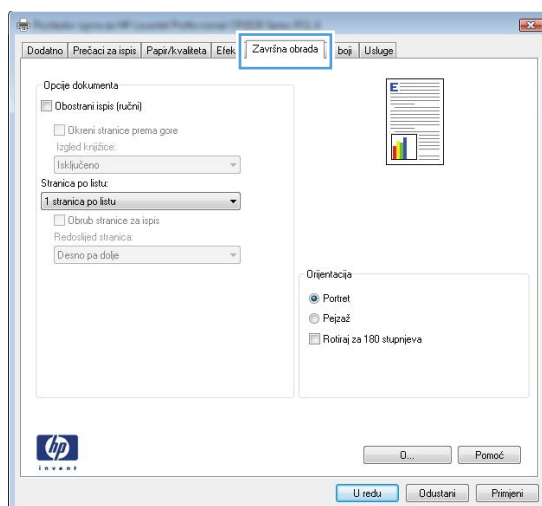 Dodatno Prečaci za ispis Papir/kvaliteta Efek Završna obrada boji Usluge
Opcije dokumenta
Obostrani ispis (ručni)
Okreni stranice prema gore
Izgled knjižice:
Isključeno
Stranica po listu:
1 stranica po listu
Obrub stranice za ispis
Redoslijed stranica:
Desno pa dolje
E
Orijentacija
Portret
Pejzaž
Rotiraj za 180 stupnjeva
hp
invent
O... Pomoć
U redu Odustani Primjeni